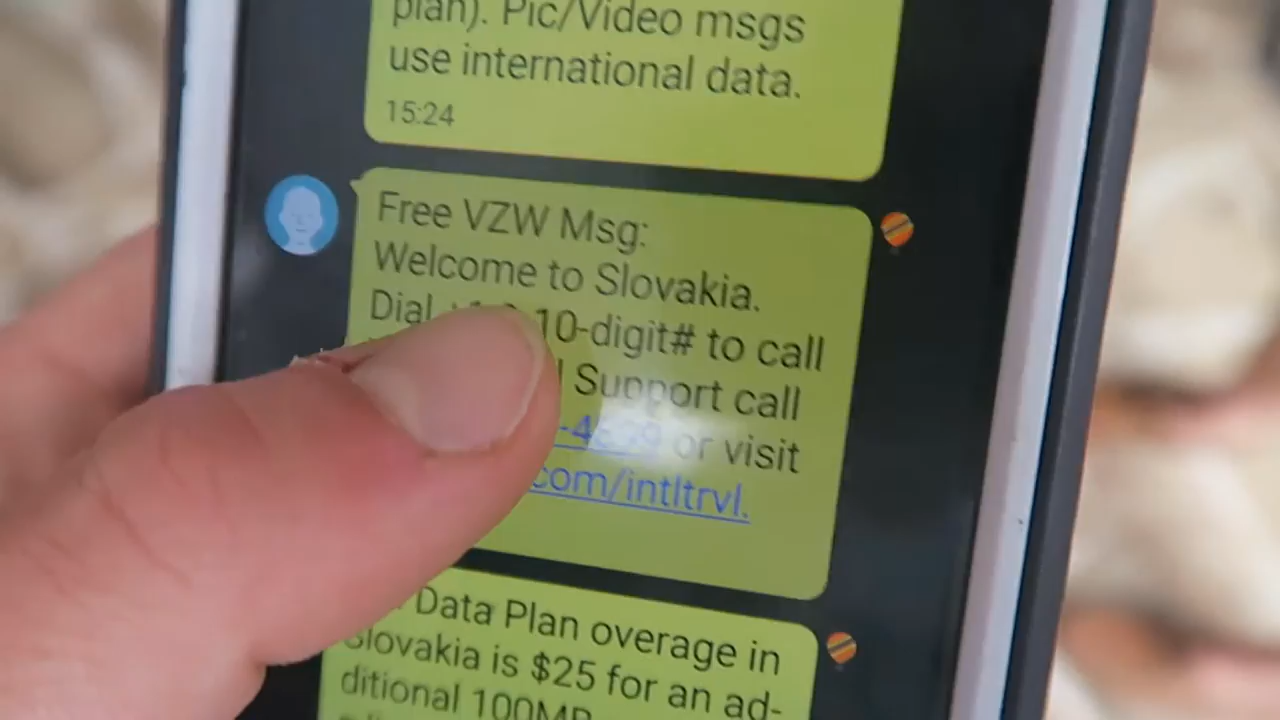 plan). Pic/Video msgs
use international data.
15:24
Free VZW Msg:
Welcome to Slovakia.
Dial 10-digit# to call
Support call
or visit
com/intltrvl.
Data Plan overage in
Slovakia is $25 for an ad-
ditional 100MB